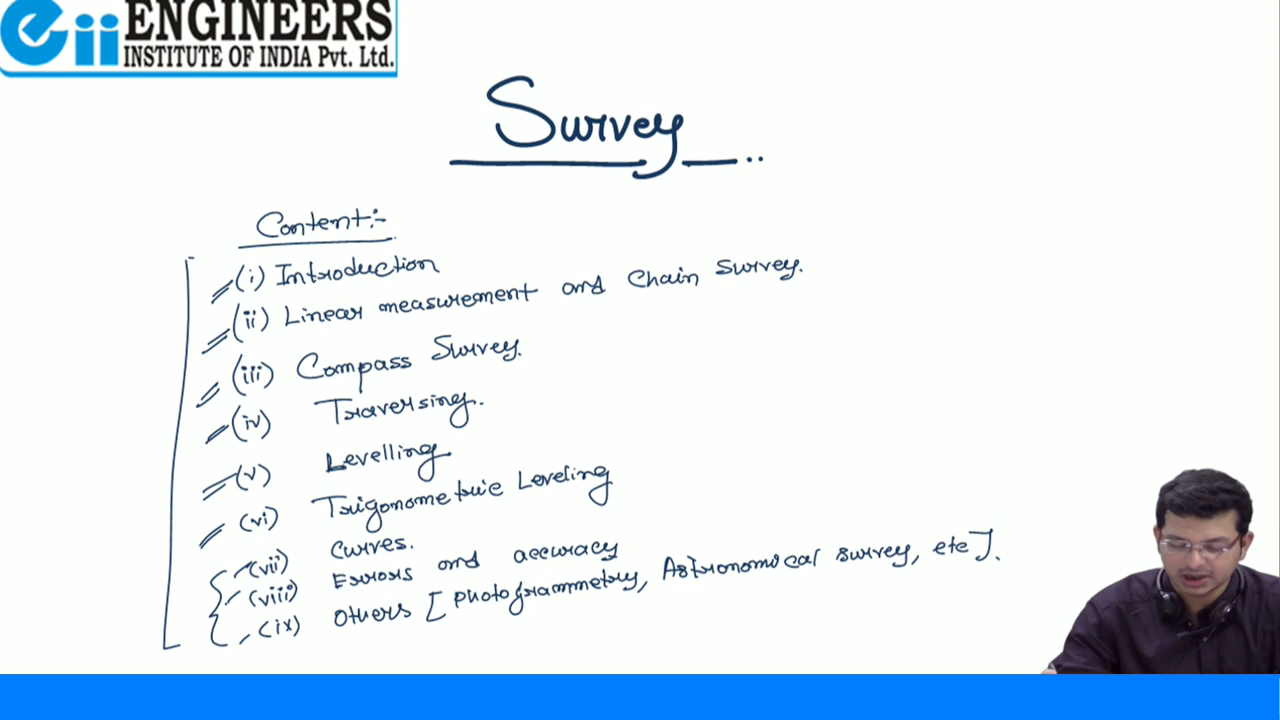 eii ENGINEERS
INSTITUTE OF INDIA Pvt. Ltd.
Survey
Content:-
(i) Introduction
(ii) Linear measurement and Chain Survey.
(iii) Compass Survey.
(iv) Traversing.
(v) Levelling
(vi) Trigonometric Leveling
(vii) Curves.
(viii) Errors and accuracy
(ix) Others [photogrammetry, Astronomical survey, etc].